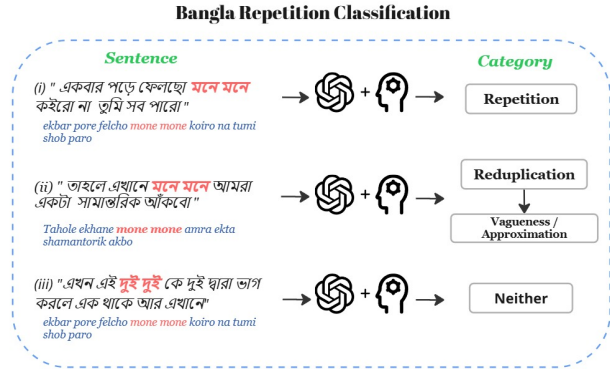 Bangla Repetition Classification
Sentence
Category
(i) " একবার পড়ে ফেলছো মনে মনে
কইরো না তুমি সব পারো "
ekbar pore felcho mone mone koiro na tumi
shob paro
+
Repetition
(ii) " তাহলে এখানে মনে মনে আমরা
একটা সামান্তরিক আঁকবো "
Tahole ekhane mone mone amra ekta
shamantorik akbo
+
Reduplication
Vagueness /
Approximation
(iii) "এখন এই দুই দুই কে দুই দ্বারা ভাগ
করলে এক থাকে আর এখানে"
ekbar pore felcho mone mone koiro na tumi
shob paro
+
Neither